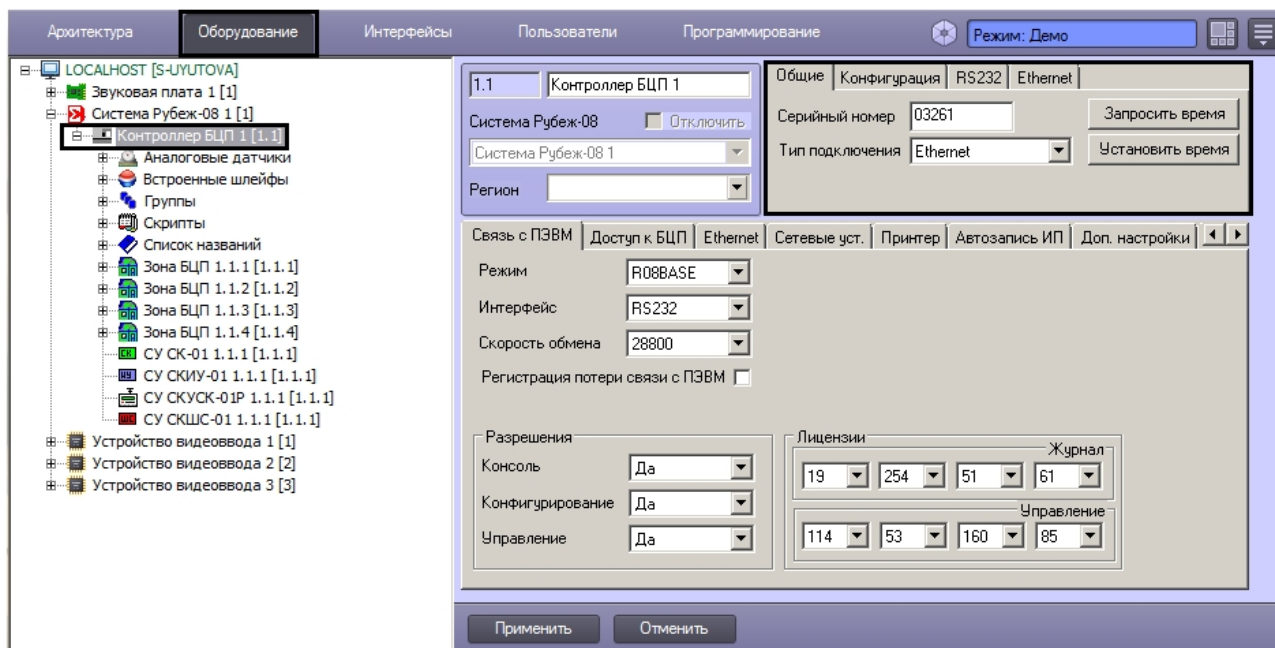 Архитектура Оборудование Интерфейсы Пользователи Программирование Режим: Демо
LOCALHOST [S-UYUTOVA]
Звуковая плата 1 [1]
Система Рубеж-08 1 [1]
Контроллер БЦП 1 [1.1]
Аналоговые датчики
Встроенные шлейфы
Группы
Скрипты
Список названий
Зона БЦП 1.1.1 [1.1.1]
Зона БЦП 1.1.2 [1.1.2]
Зона БЦП 1.1.3 [1.1.3]
Зона БЦП 1.1.4 [1.1.4]
СК СУ СК-01 1.1.1 [1.1.1]
ИУ СУ СКИУ-01 1.1.1 [1.1.1]
СУ СКУСК-01Р 1.1.1 [1.1.1]
ШС СУ СКШС-01 1.1.1 [1.1.1]
Устройство видеоввода 1 [1]
Устройство видеоввода 2 [2]
Устройство видеоввода 3 [3]
1.1 Контроллер БЦП 1
Система Рубеж-08 Отключить
Система Рубеж-08 1
Регион
Общие Конфигурация RS232 Ethernet
Серийный номер 03261 Запросить время
Тип подключения Ethernet Установить время
Связь с ПЭВМ Доступ к БЦП Ethernet Сетевые уст. Принтер Автозапись ИП Доп. настройки
Режим R08BASE
Интерфейс RS232
Скорость обмена 28800
Регистрация потери связи с ПЭВМ
Разрешения
Консоль Да
Конфигурирование Да
Управление Да
Лицензии
Журнал
19 254 51 61
Управление
114 53 160 85
Применить Отменить